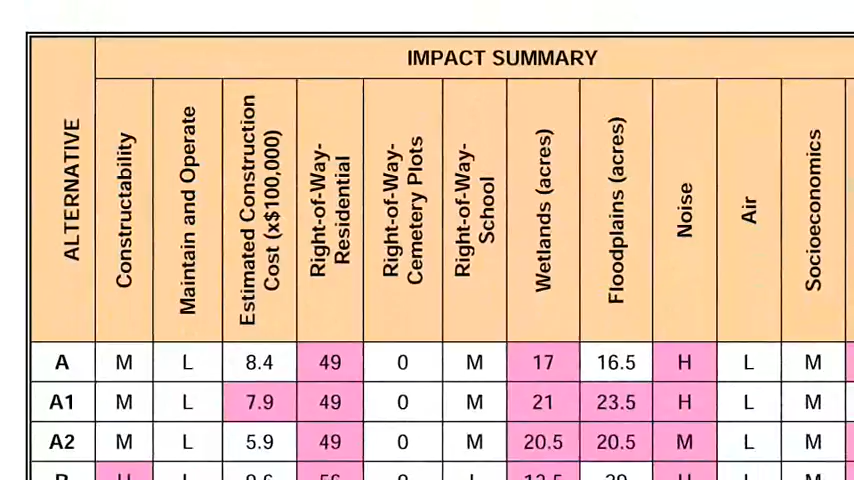 IMPACT SUMMARY
ALTERNATIVE
Constructability
Maintain and Operate
Estimated Construction
Cost (x$100,000)
Right-of-Way-
Residential
Right-of-Way-
Cemetery Plots
Right-of-Way-
School
Wetlands (acres)
Floodplains (acres)
Noise
Air
Socioeconomics
A M L 8.4 49 0 M 17 16.5 H L M
A1 M L 7.9 49 0 M 21 23.5 H L M
A2 M L 5.9 49 0 M 20.5 20.5 M L M